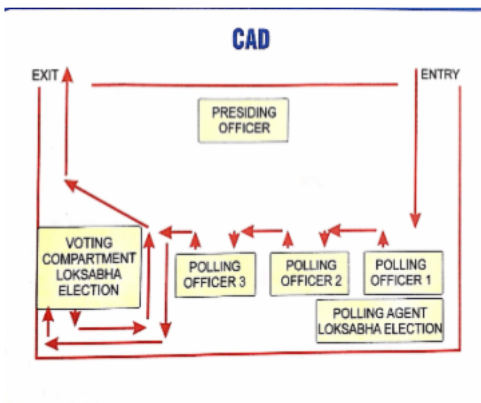 CAD
EXIT
ENTRY
PRESIDING
OFFICER
VOTING
COMPARTMENT
LOKSABHA
ELECTION
POLLING
OFFICER 3
POLLING
OFFICER 2
POLLING
OFFICER 1
POLLING AGENT
LOKSABHA ELECTION